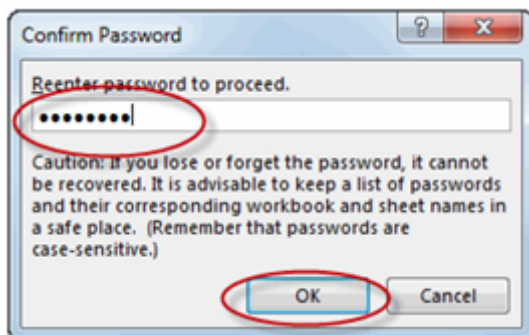 Confirm Password
Reenter password to proceed.
••••••••
Caution: If you lose or forget the password, it cannot
be recovered. It is advisable to keep a list of passwords
and their corresponding workbook and sheet names in
a safe place.  (Remember that passwords are
case-sensitive.)
OK
Cancel